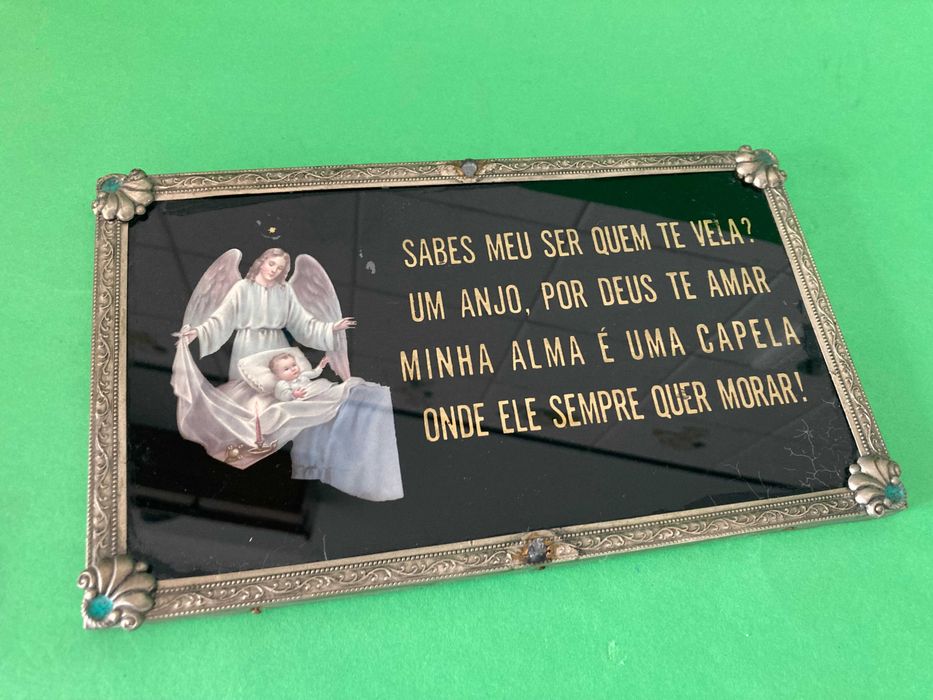 SABES MEU SER QUEM TE VELA?
UM ANJO, POR DEUS TE AMAR
MINHA ALMA É UMA CAPELA
ONDE ELE SEMPRE QUER MORAR!